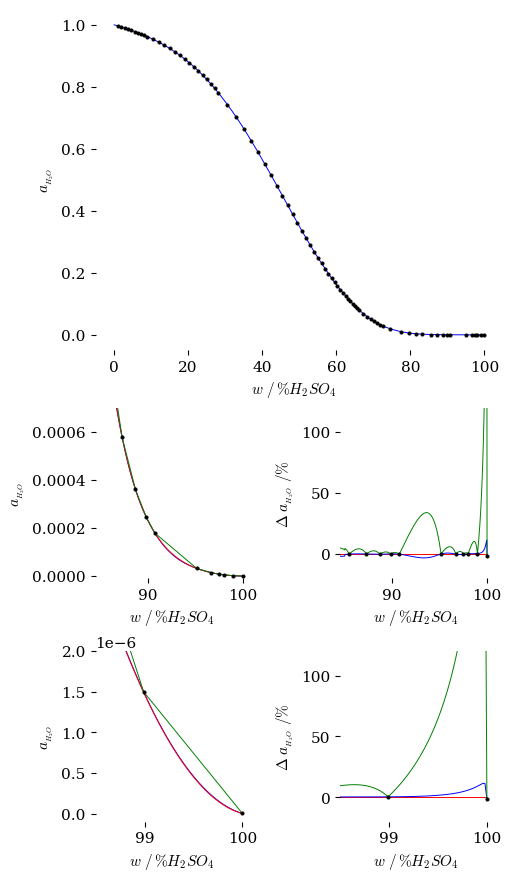 1.0
0.8
0.6
0.4
0.2
0.0
a_{H₂O}
0 20 40 60 80 100
w / %H₂SO₄
0.0006
0.0004
0.0002
0.0000
a_{H₂O}
90 100
w / %H₂SO₄
100
50
0
Δ a_{H₂O} /%
90 100
w / %H₂SO₄
1e−6
2.0
1.5
1.0
0.5
0.0
a_{H₂O}
99 100
w / %H₂SO₄
100
50
0
Δ a_{H₂O} /%
99 100
w / %H₂SO₄